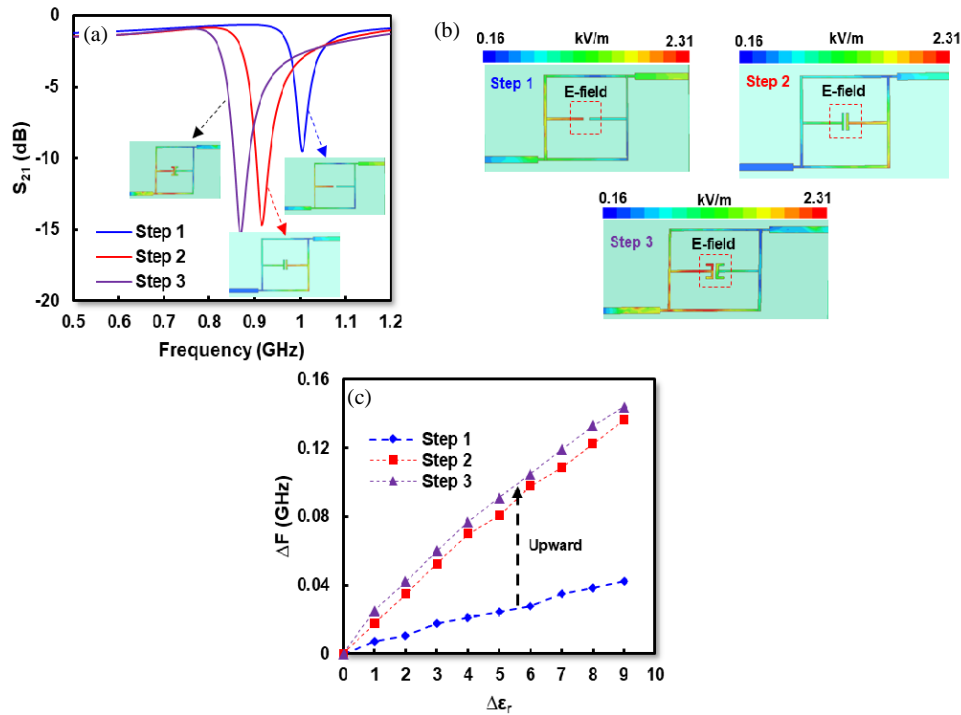 (a)
0
-5
-10
-15
-20
S21 (dB)
Step 1
Step 2
Step 3
0.5 0.6 0.7 0.8 0.9 1 1.1 1.2
Frequency (GHz)
(b)
0.16 kV/m 2.31
Step 1
E-field
0.16 kV/m 2.31
Step 2
E-field
0.16 kV/m 2.31
Step 3
E-field
(c)
0.16
0.12
0.08
0.04
0
ΔF (GHz)
Step 1
Step 2
Step 3
Upward
0 1 2 3 4 5 6 7 8 9 10
Δεr